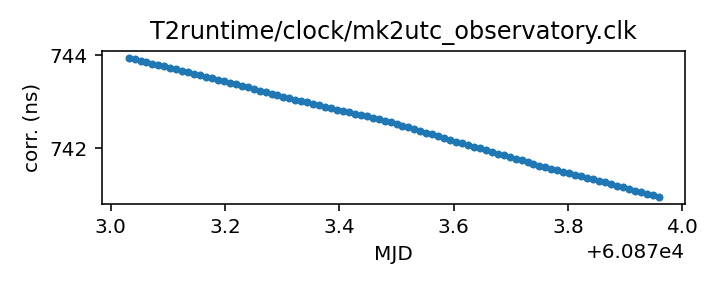 T2runtime/clock/mk2utc_observatory.clk
744
742
corr. (ns)
3.0 3.2 3.4 3.6 3.8 4.0
MJD
+6.087e4